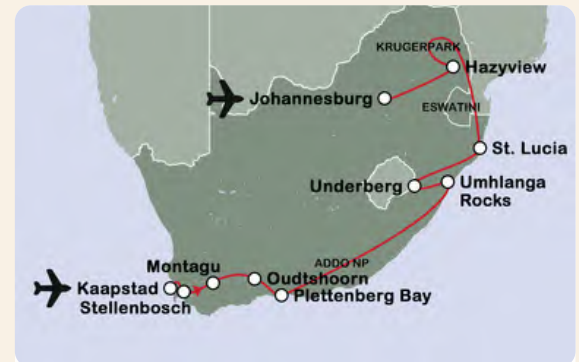 KRUGERPARK
Hazyview
Johannesburg
ESWATINI
St. Lucia
Underberg
Umhlanga
Rocks
ADDO NP
Montagu
Oudtshoorn
Kaapstad
Plettenberg Bay
Stellenbosch